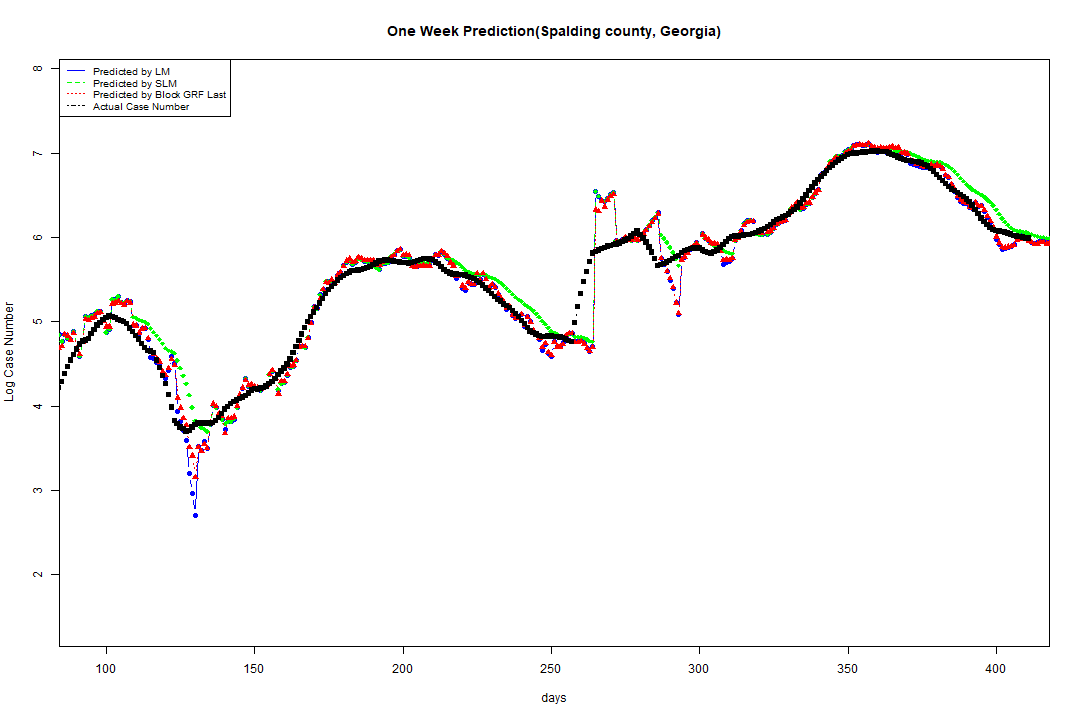 One Week Prediction(Spalding county, Georgia)
Predicted by LM
Predicted by SLM
Predicted by Block GRF Last
Actual Case Number
8
7
6
5
4
3
2
Log Case Number
100 150 200 250 300 350 400
days